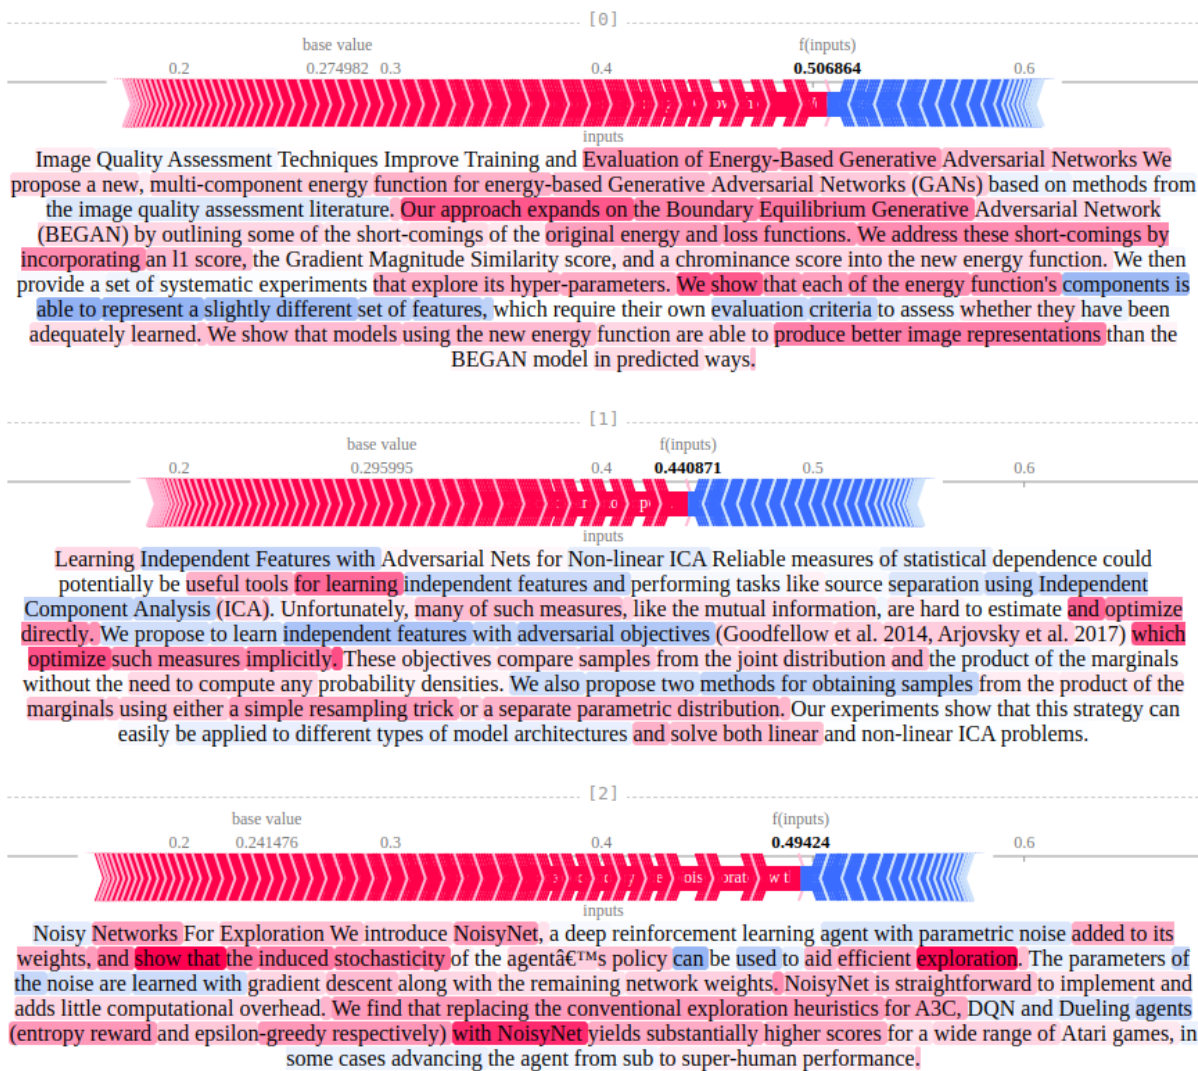 [0]
base value f(inputs)
0.2 0.274982 0.3 0.4 0.506864 0.6
inputs
Image Quality Assessment Techniques Improve Training and Evaluation of Energy-Based Generative Adversarial Networks We
propose a new, multi-component energy function for energy-based Generative Adversarial Networks (GANs) based on methods from
the image quality assessment literature. Our approach expands on the Boundary Equilibrium Generative Adversarial Network
(BEGAN) by outlining some of the short-comings of the original energy and loss functions. We address these short-comings by
incorporating an l1 score, the Gradient Magnitude Similarity score, and a chrominance score into the new energy function. We then
provide a set of systematic experiments that explore its hyper-parameters. We show that each of the energy function's components is
able to represent a slightly different set of features, which require their own evaluation criteria to assess whether they have been
adequately learned. We show that models using the new energy function are able to produce better image representations than the
BEGAN model in predicted ways.
[1]
base value f(inputs)
0.2 0.295995 0.4 0.440871 0.5 0.6
inputs
Learning Independent Features with Adversarial Nets for Non-linear ICA Reliable measures of statistical dependence could
potentially be useful tools for learning independent features and performing tasks like source separation using Independent
Component Analysis (ICA). Unfortunately, many of such measures, like the mutual information, are hard to estimate and optimize
directly. We propose to learn independent features with adversarial objectives (Goodfellow et al. 2014, Arjovsky et al. 2017) which
optimize such measures implicitly. These objectives compare samples from the joint distribution and the product of the marginals
without the need to compute any probability densities. We also propose two methods for obtaining samples from the product of the
marginals using either a simple resampling trick or a separate parametric distribution. Our experiments show that this strategy can
easily be applied to different types of model architectures and solve both linear and non-linear ICA problems.
[2]
base value f(inputs)
0.2 0.241476 0.3 0.4 0.49424 0.6
inputs
Noisy Networks For Exploration We introduce NoisyNet, a deep reinforcement learning agent with parametric noise added to its
weights, and show that the induced stochasticity of the agentâ€™s policy can be used to aid efficient exploration. The parameters of
the noise are learned with gradient descent along with the remaining network weights. NoisyNet is straightforward to implement and
adds little computational overhead. We find that replacing the conventional exploration heuristics for A3C, DQN and Dueling agents
(entropy reward and epsilon-greedy respectively) with NoisyNet yields substantially higher scores for a wide range of Atari games, in
some cases advancing the agent from sub to super-human performance.